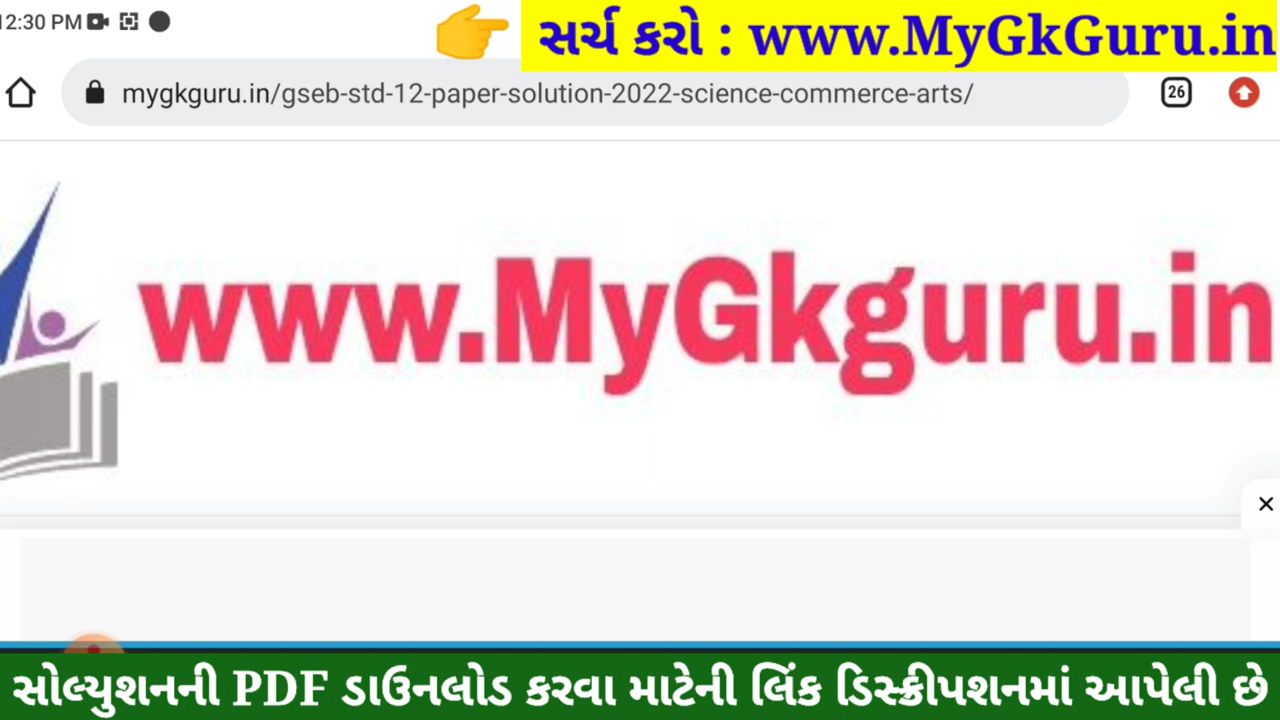 12:30 PM
સર્ચ કરો : www.MyGkGuru.in
mygkguru.in/gseb-std-12-paper-solution-2022-science-commerce-arts/
26
www.MyGkguru.in
સોલ્યુશનની PDF ડાઉનલોડ કરવા માટેની લિંક ડિસ્ક્રીપશનમાં આપેલી છે